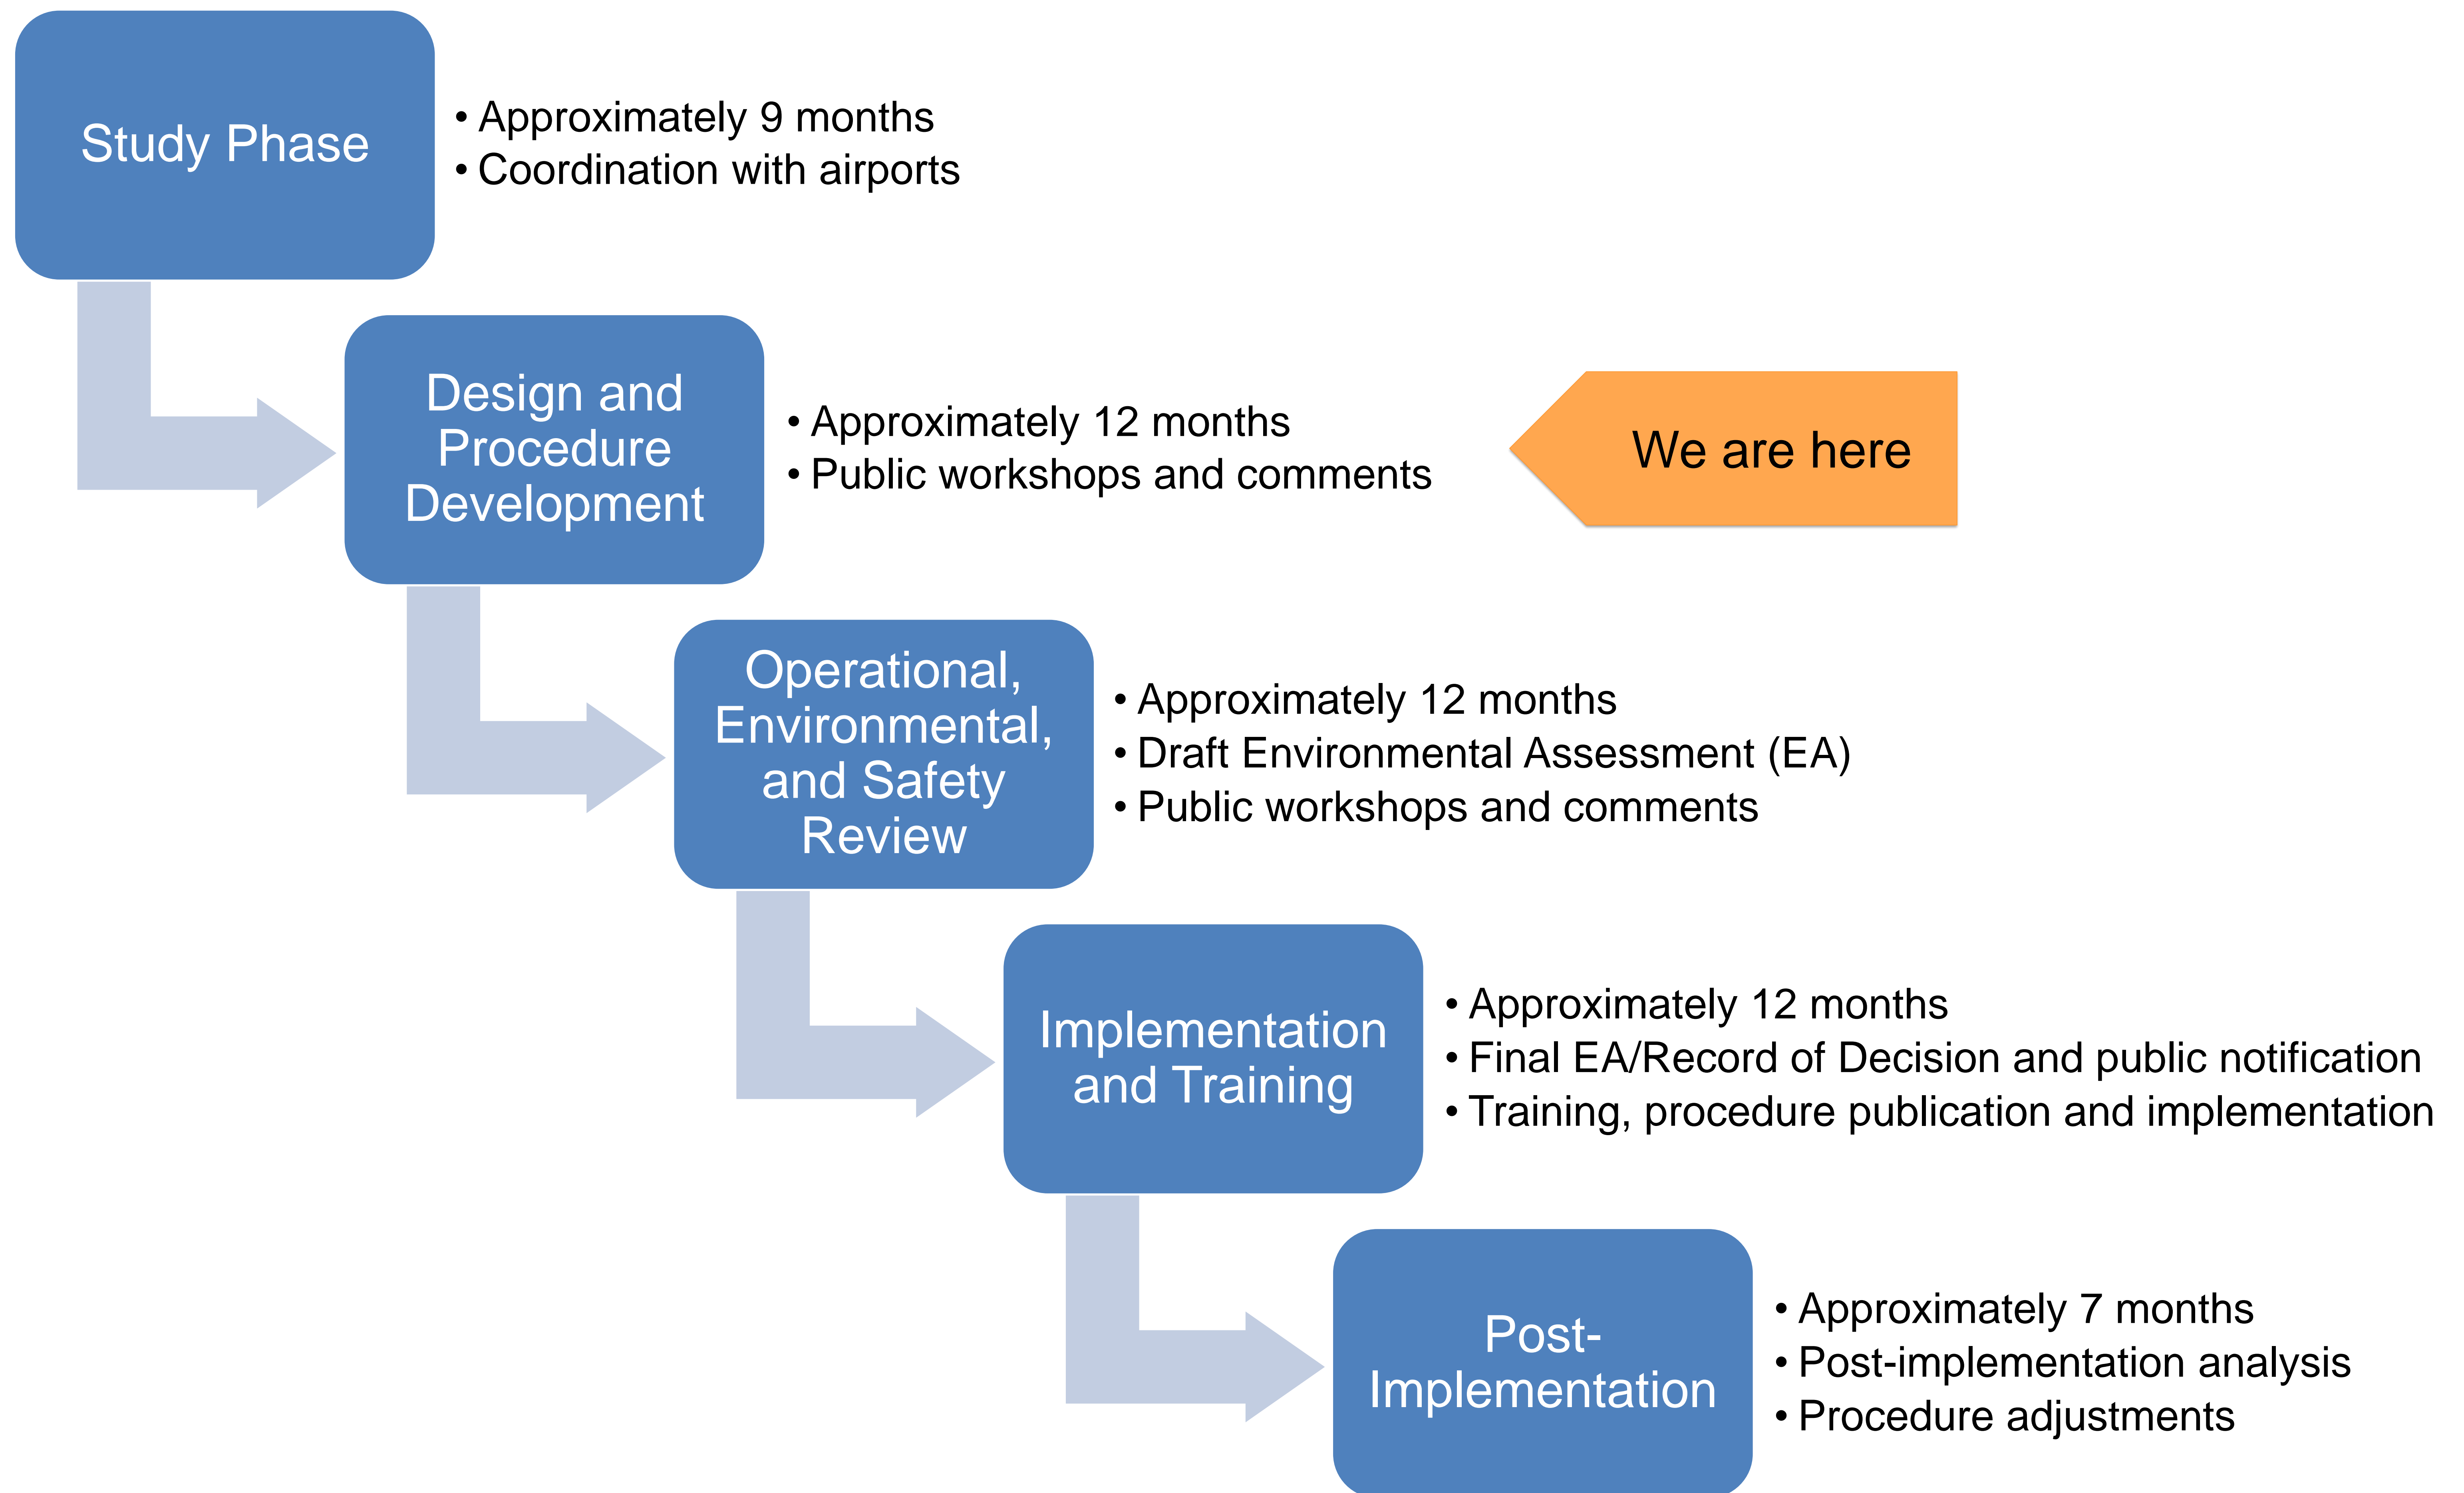 Study Phase
• Approximately 9 months
• Coordination with airports
Design and
Procedure
Development
• Approximately 12 months
• Public workshops and comments
We are here
Operational,
Environmental,
and Safety
Review
• Approximately 12 months
• Draft Environmental Assessment (EA)
• Public workshops and comments
Implementation
and Training
• Approximately 12 months
• Final EA/Record of Decision and public notification
• Training, procedure publication and implementation
Post-
Implementation
• Approximately 7 months
• Post-implementation analysis
• Procedure adjustments